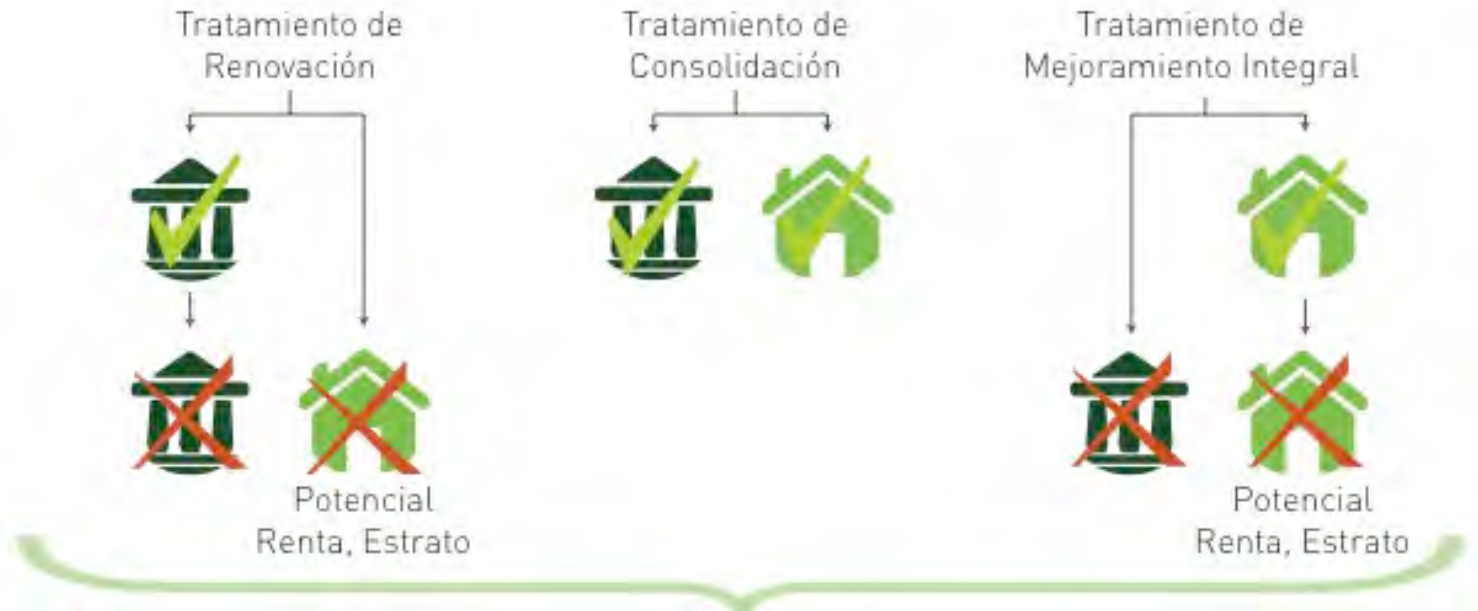 Tratamiento de
Renovación
Tratamiento de
Consolidación
Tratamiento de
Mejoramiento Integral
Potencial
Renta, Estrato
Potencial
Renta, Estrato